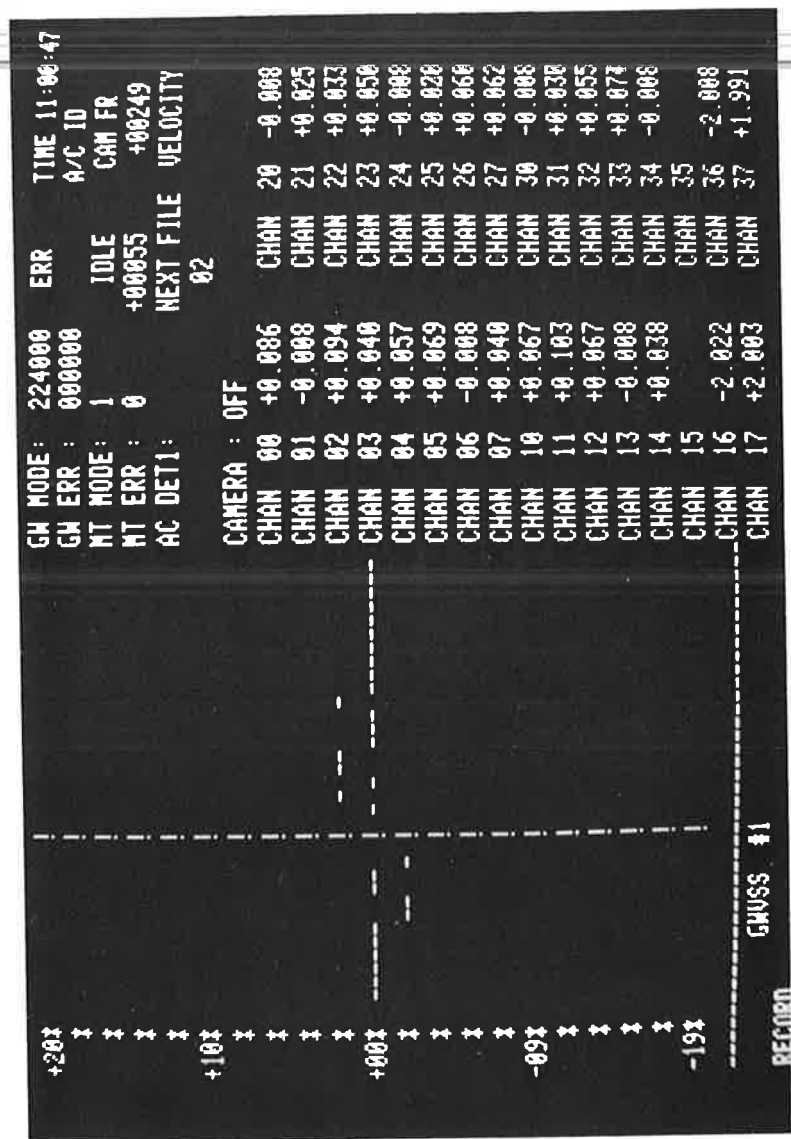 GW MODE: 224000 ERR TIME 11:00:47
GW ERR : 000000 A/C ID
MT MODE: 1 IDLE CAM FR
MT ERR : 0 +00055 +00249
AC DET1: NEXT FILE VELOCITY
02
CAMERA : OFF
CHAN 00 +0.086 CHAN 20 -0.008
CHAN 01 -0.008 CHAN 21 +0.025
CHAN 02 +0.094 CHAN 22 +0.033
CHAN 03 +0.040 CHAN 23 +0.050
CHAN 04 +0.057 CHAN 24 -0.008
CHAN 05 +0.069 CHAN 25 +0.028
CHAN 06 -0.008 CHAN 26 +0.060
CHAN 07 +0.040 CHAN 27 +0.062
CHAN 10 +0.067 CHAN 30 -0.008
CHAN 11 +0.103 CHAN 31 +0.030
CHAN 12 +0.067 CHAN 32 +0.055
CHAN 13 -0.008 CHAN 33 +0.074
CHAN 14 +0.038 CHAN 34 -0.008
CHAN 15 CHAN 35
CHAN 16 -2.022 CHAN 36 -2.008
CHAN 17 +2.003 CHAN 37 +1.991
+20*
+10*
+00*
-09*
-19*
GWVSS #1
RECORD